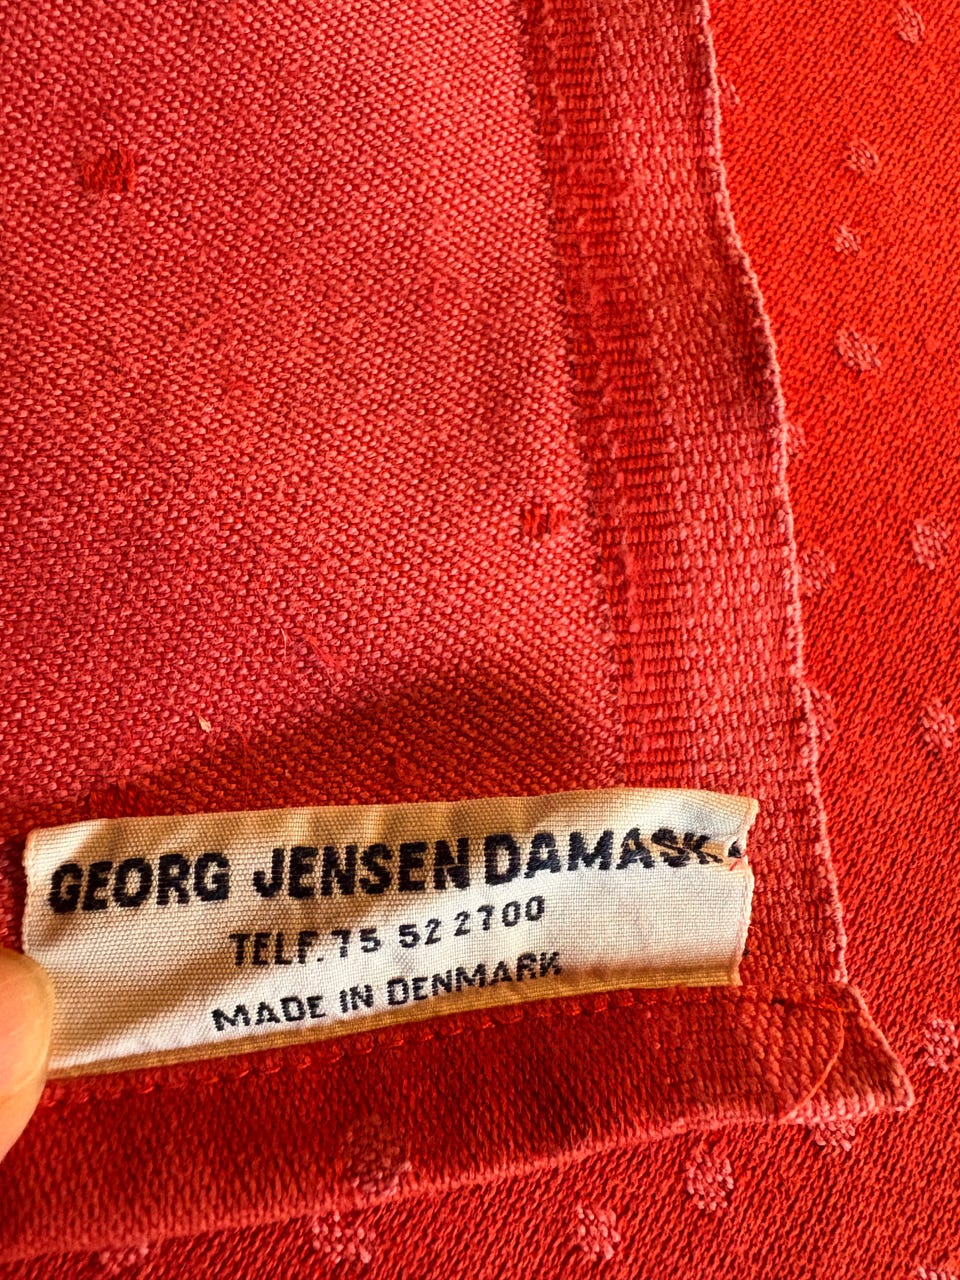 GEORG JENSEN DAMASK
TELF. 75 52 2700
MADE IN DENMARK